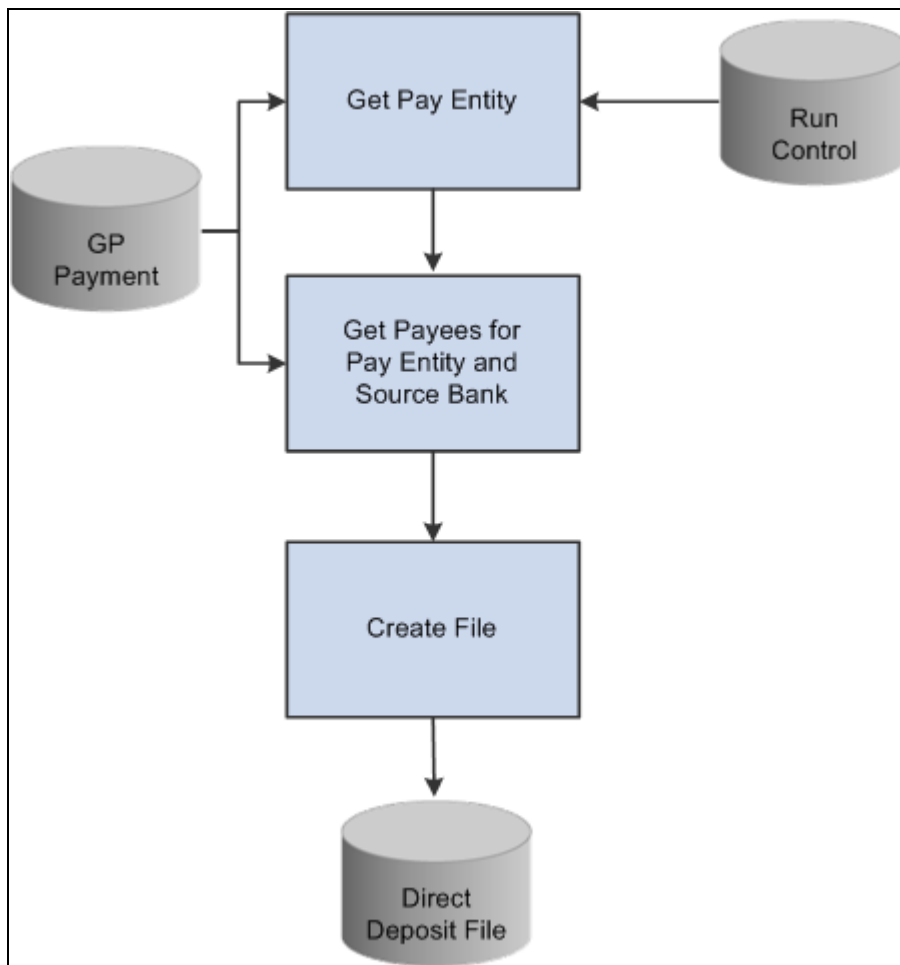 Get Pay Entity
Run
Control
GP
Payment
Get Payees for
Pay Entity and
Source Bank
Create File
Direct
Deposit File